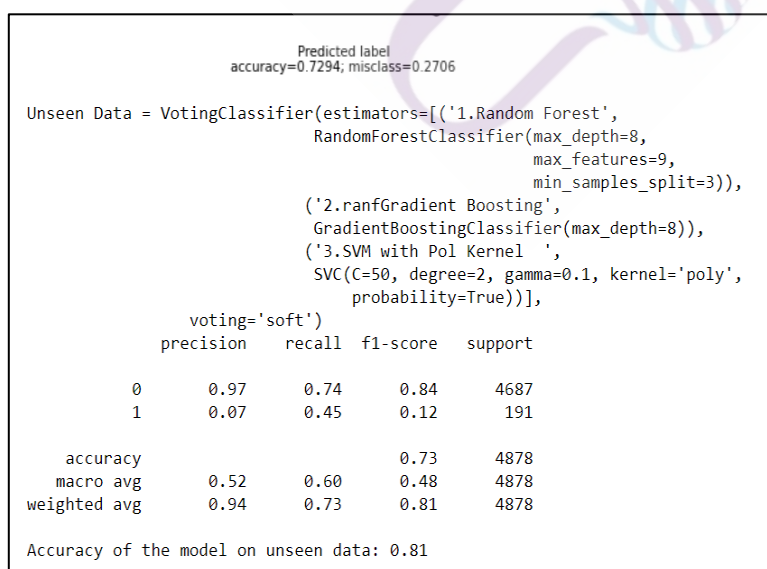 Predicted label
accuracy=0.7294; misclass=0.2706
Unseen Data = VotingClassifier(estimators=[('1.Random Forest',
RandomForestClassifier(max_depth=8,
max_features=9,
min_samples_split=3)),
('2.ranfGradient Boosting',
GradientBoostingClassifier(max_depth=8)),
('3.SVM with Pol Kernel  ',
SVC(C=50, degree=2, gamma=0.1, kernel='poly',
probability=True))],
voting='soft')
precision recall f1-score support
0 0.97 0.74 0.84 4687
1 0.07 0.45 0.12 191
accuracy 0.73 4878
macro avg 0.52 0.60 0.48 4878
weighted avg 0.94 0.73 0.81 4878
Accuracy of the model on unseen data: 0.81